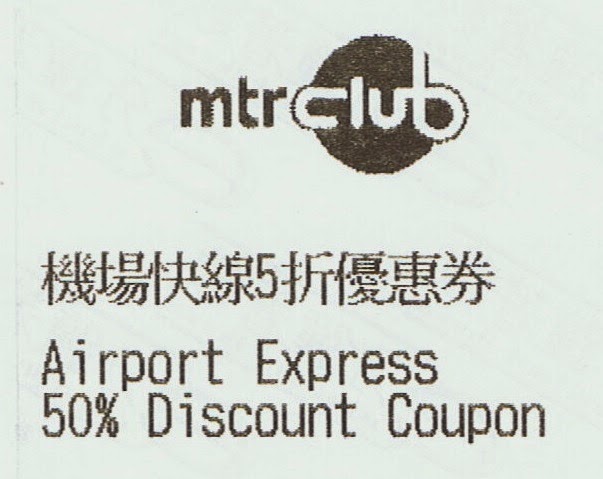 mtrclub
機場快線5折優惠券
Airport Express
50% Discount Coupon